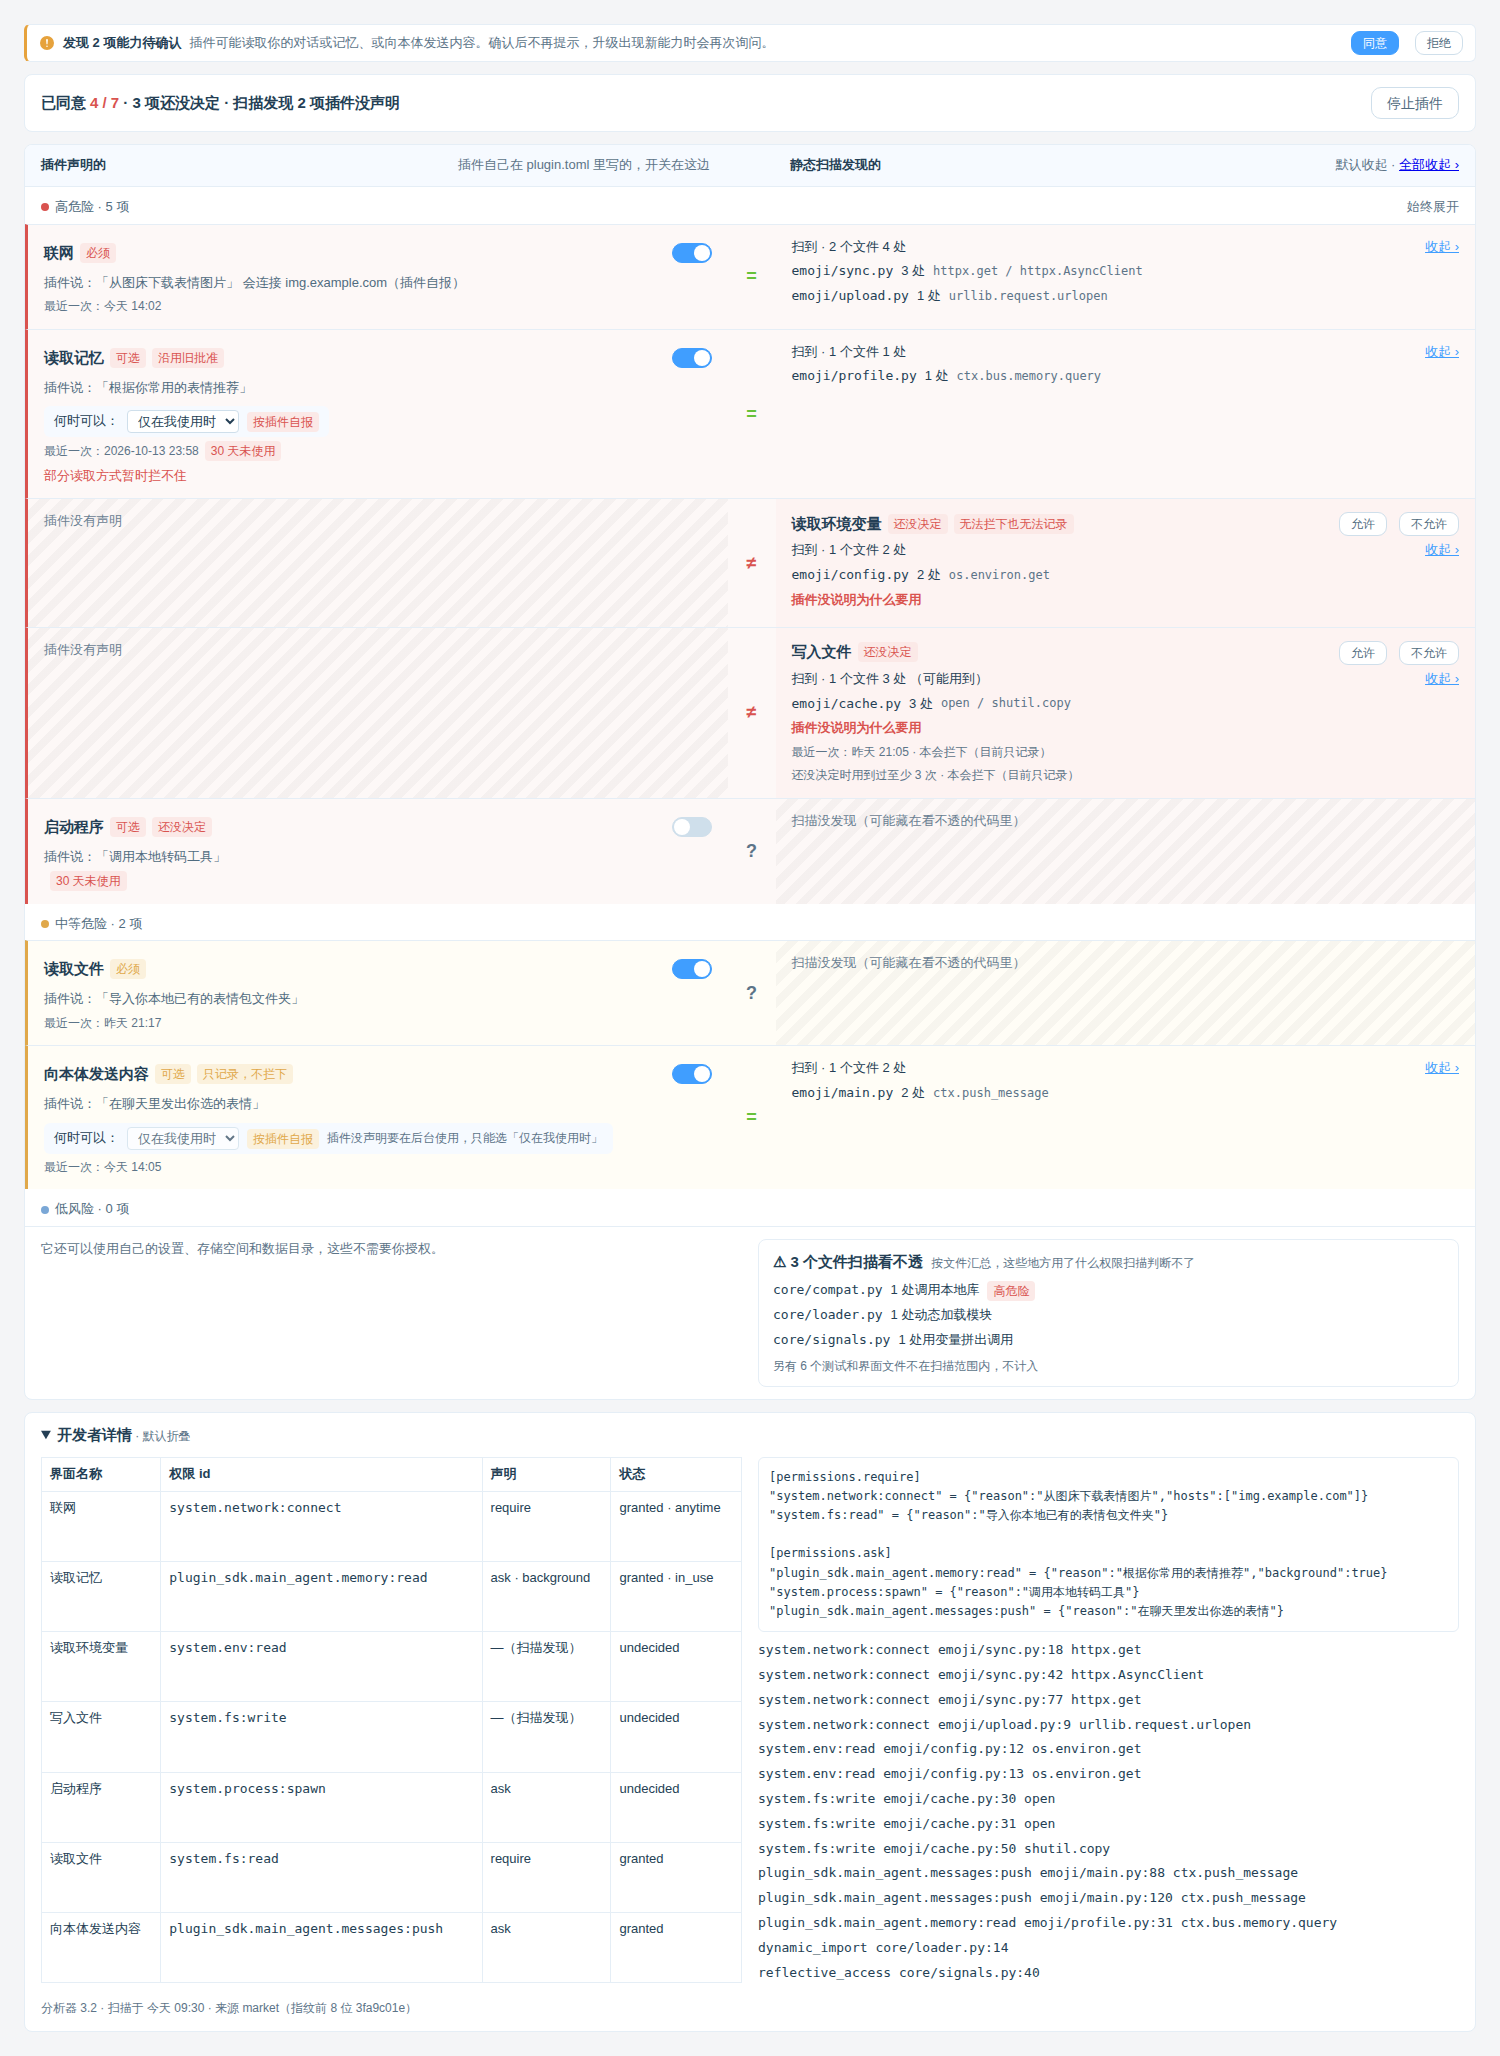 发现 2 项能力待确认 插件可能读取你的对话或记忆、或向本体发送内容。确认后不再提示，升级出现新能力时会再次询问。 同意 拒绝
已同意 4 / 7 · 3 项还没决定 · 扫描发现 2 项插件没声明 停止插件
插件声明的 插件自己在 plugin.toml 里写的，开关在这边 静态扫描发现的 默认收起 · 全部收起 ›
高危险 · 5 项 始终展开
联网 必须
插件说：「从图床下载表情图片」 会连接 img.example.com（插件自报）
最近一次：今天 14:02
=
扫到 · 2 个文件 4 处 收起 ›
emoji/sync.py 3 处 httpx.get / httpx.AsyncClient
emoji/upload.py 1 处 urllib.request.urlopen
读取记忆 可选 沿用旧批准
插件说：「根据你常用的表情推荐」
何时可以： 仅在我使用时 按插件自报
最近一次：2026-10-13 23:58 30 天未使用
部分读取方式暂时拦不住
=
扫到 · 1 个文件 1 处 收起 ›
emoji/profile.py 1 处 ctx.bus.memory.query
插件没有声明
≠
读取环境变量 还没决定 无法拦下也无法记录 允许 不允许
扫到 · 1 个文件 2 处 收起 ›
emoji/config.py 2 处 os.environ.get
插件没说明为什么要用
插件没有声明
≠
写入文件 还没决定 允许 不允许
扫到 · 1 个文件 3 处 （可能用到） 收起 ›
emoji/cache.py 3 处 open / shutil.copy
插件没说明为什么要用
最近一次：昨天 21:05 · 本会拦下（目前只记录）
还没决定时用到过至少 3 次 · 本会拦下（目前只记录）
启动程序 可选 还没决定
插件说：「调用本地转码工具」
30 天未使用
?
扫描没发现（可能藏在看不透的代码里）
中等危险 · 2 项
读取文件 必须
插件说：「导入你本地已有的表情包文件夹」
最近一次：昨天 21:17
?
扫描没发现（可能藏在看不透的代码里）
向本体发送内容 可选 只记录，不拦下
插件说：「在聊天里发出你选的表情」
何时可以： 仅在我使用时 按插件自报 插件没声明要在后台使用，只能选「仅在我使用时」
最近一次：今天 14:05
=
扫到 · 1 个文件 2 处 收起 ›
emoji/main.py 2 处 ctx.push_message
低风险 · 0 项
它还可以使用自己的设置、存储空间和数据目录，这些不需要你授权。
⚠ 3 个文件扫描看不透 按文件汇总，这些地方用了什么权限扫描判断不了
core/compat.py 1 处调用本地库 高危险
core/loader.py 1 处动态加载模块
core/signals.py 1 处用变量拼出调用
另有 6 个测试和界面文件不在扫描范围内，不计入
▼ 开发者详情 · 默认折叠
界面名称 权限 id 声明 状态
联网 system.network:connect require granted · anytime
读取记忆 plugin_sdk.main_agent.memory:read ask · background granted · in_use
读取环境变量 system.env:read —（扫描发现） undecided
写入文件 system.fs:write —（扫描发现） undecided
启动程序 system.process:spawn ask undecided
读取文件 system.fs:read require granted
向本体发送内容 plugin_sdk.main_agent.messages:push ask granted
[permissions.require]
"system.network:connect" = {"reason":"从图床下载表情图片","hosts":["img.example.com"]}
"system.fs:read" = {"reason":"导入你本地已有的表情包文件夹"}
[permissions.ask]
"plugin_sdk.main_agent.memory:read" = {"reason":"根据你常用的表情推荐","background":true}
"system.process:spawn" = {"reason":"调用本地转码工具"}
"plugin_sdk.main_agent.messages:push" = {"reason":"在聊天里发出你选的表情"}
system.network:connect emoji/sync.py:18 httpx.get
system.network:connect emoji/sync.py:42 httpx.AsyncClient
system.network:connect emoji/sync.py:77 httpx.get
system.network:connect emoji/upload.py:9 urllib.request.urlopen
system.env:read emoji/config.py:12 os.environ.get
system.env:read emoji/config.py:13 os.environ.get
system.fs:write emoji/cache.py:30 open
system.fs:write emoji/cache.py:31 open
system.fs:write emoji/cache.py:50 shutil.copy
plugin_sdk.main_agent.messages:push emoji/main.py:88 ctx.push_message
plugin_sdk.main_agent.messages:push emoji/main.py:120 ctx.push_message
plugin_sdk.main_agent.memory:read emoji/profile.py:31 ctx.bus.memory.query
dynamic_import core/loader.py:14
reflective_access core/signals.py:40
分析器 3.2 · 扫描于 今天 09:30 · 来源 market（指纹前 8 位 3fa9c01e）